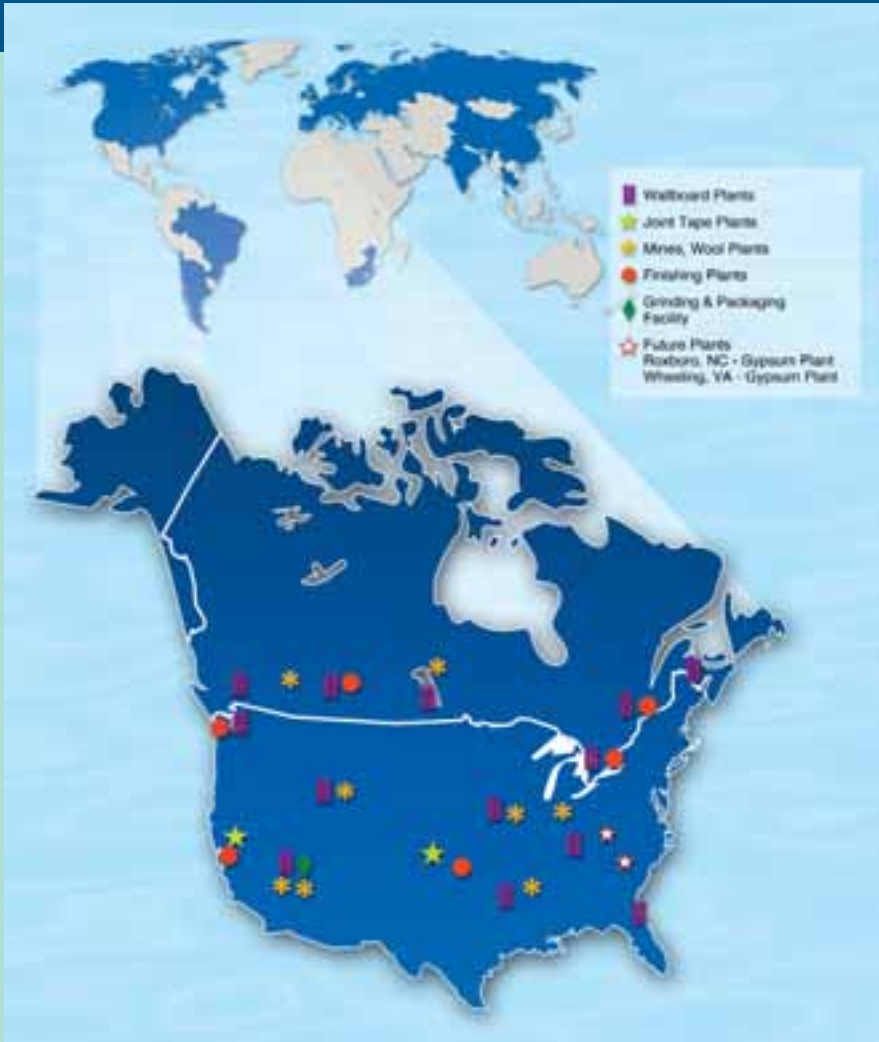 Wallboard Plants
Joint Tape Plants
Mines, Wool Plants
Finishing Plants
Grinding & Packaging
Facility
Future Plants
Roxboro, NC - Gypsum Plant
Wheeling, VA - Gypsum Plant